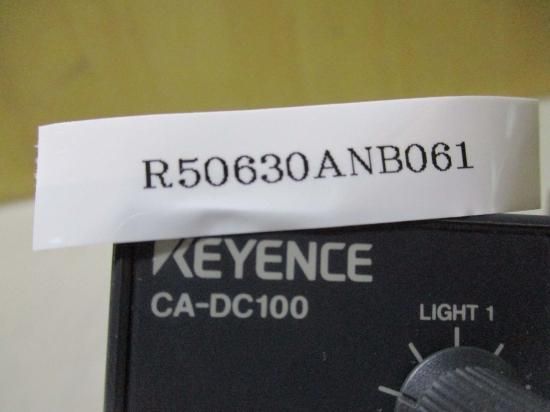 R50630ANB061
KEYENCE
CA-DC100
LIGHT 1